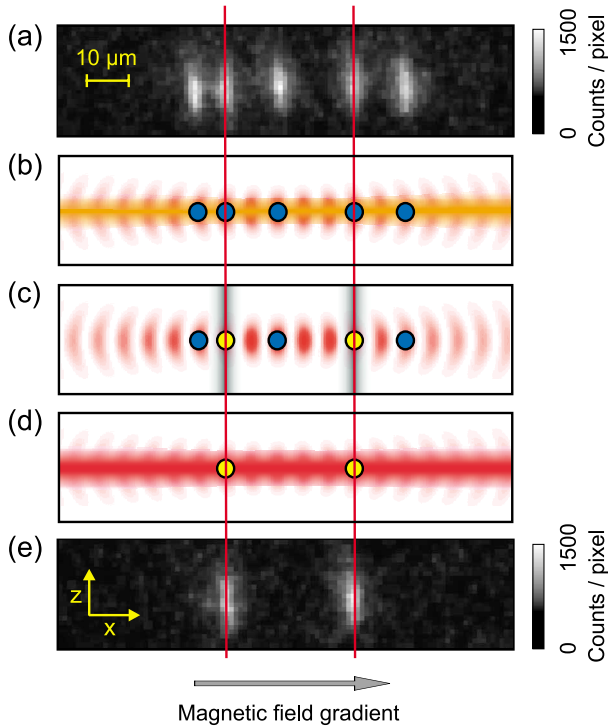 (a)
10 µm
1500
0
Counts / pixel
(b)
(c)
(d)
(e)
z
x
1500
0
Counts / pixel
Magnetic field gradient